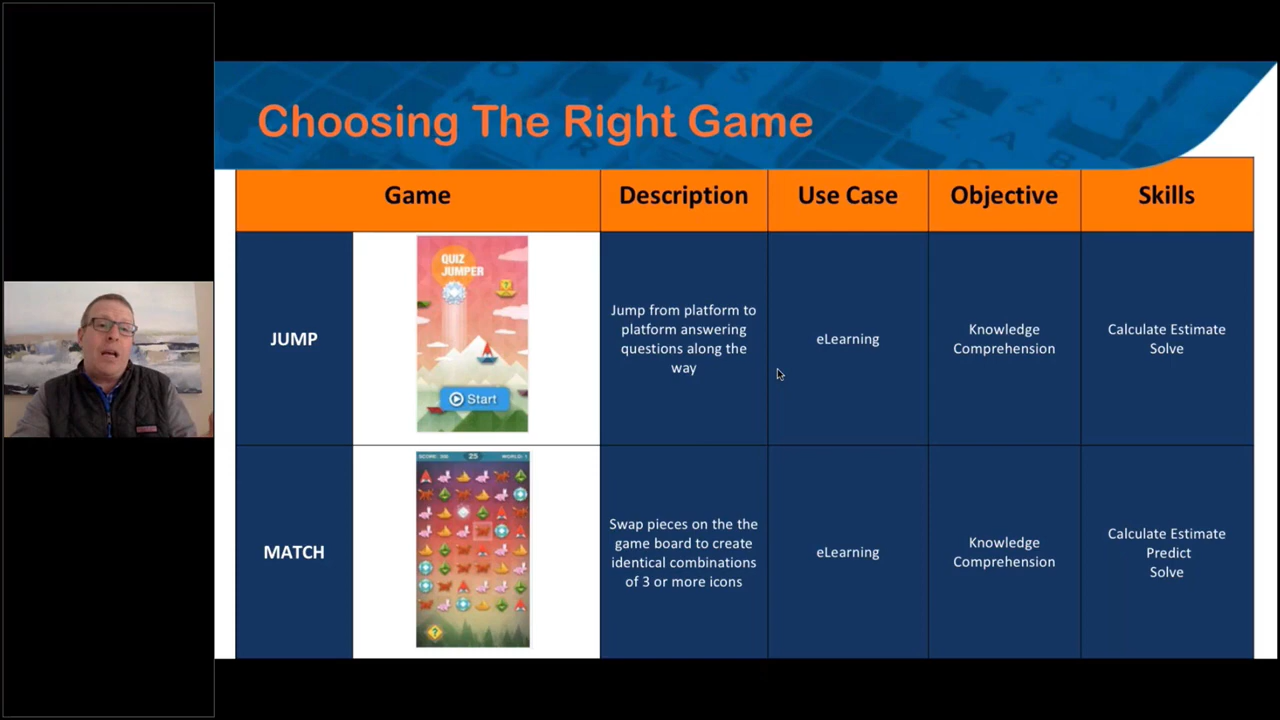 Choosing The Right Game
Game
Description
Use Case
Objective
Skills
JUMP
QUIZ
JUMPER
Start
Jump from platform to
platform answering
questions along the
way
eLearning
Knowledge
Comprehension
Calculate Estimate
Solve
MATCH
25
?
Swap pieces on the the
game board to create
identical combinations
of 3 or more icons
eLearning
Knowledge
Comprehension
Calculate Estimate
Predict
Solve